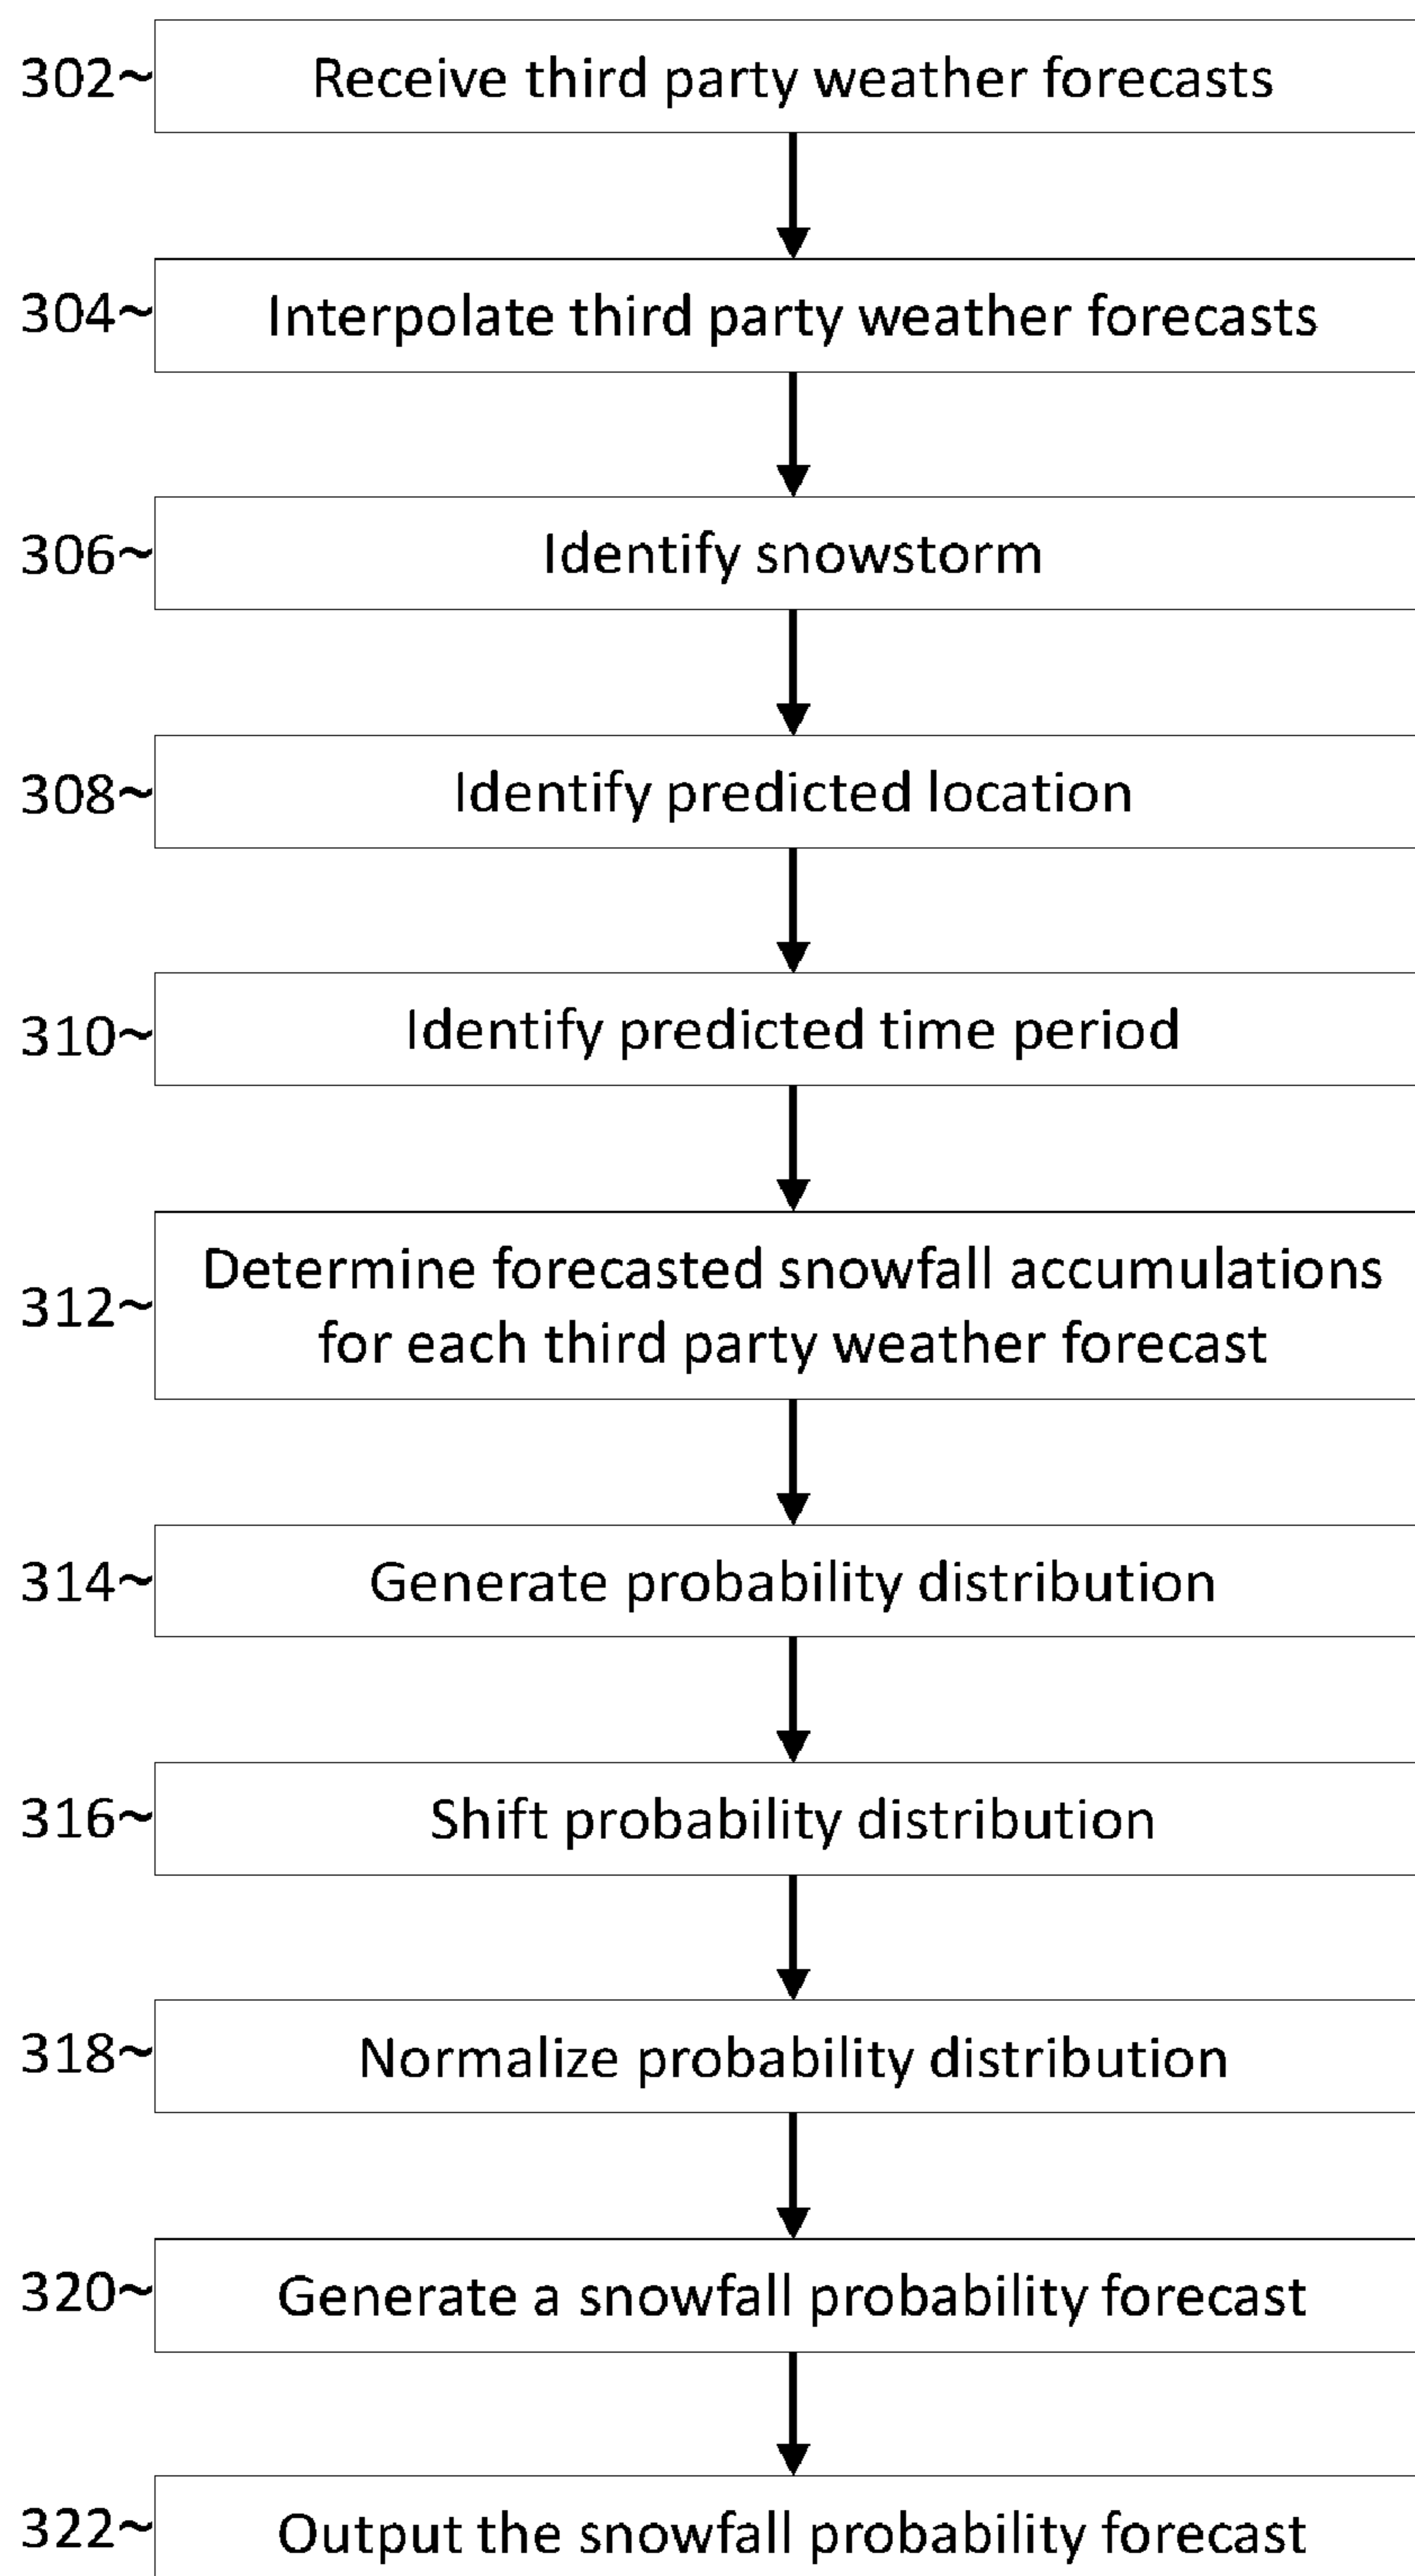 302~ Receive third party weather forecasts
304~ Interpolate third party weather forecasts
306~ Identify snowstorm
308~ Identify predicted location
310~ Identify predicted time period
312~ Determine forecasted snowfall accumulations
for each third party weather forecast
314~ Generate probability distribution
316~ Shift probability distribution
318~ Normalize probability distribution
320~ Generate a snowfall probability forecast
322~ Output the snowfall probability forecast